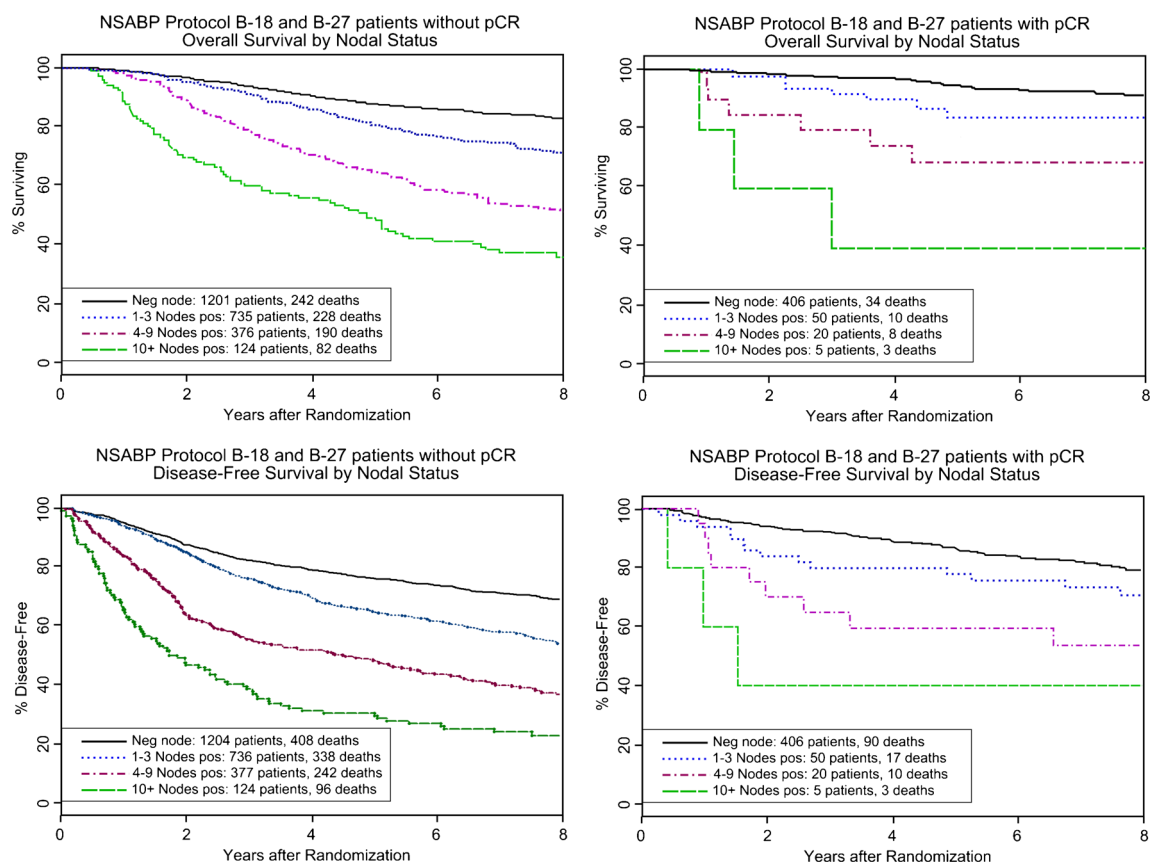 NSABP Protocol B-18 and B-27 patients without pCR
Overall Survival by Nodal Status
% Surviving
100
80
60
40
20
0
Neg node: 1201 patients, 242 deaths
1-3 Nodes pos: 735 patients, 228 deaths
4-9 Nodes pos: 376 patients, 190 deaths
10+ Nodes pos: 124 patients, 82 deaths
0 2 4 6 8
Years after Randomization
NSABP Protocol B-18 and B-27 patients with pCR
Overall Survival by Nodal Status
% Surviving
100
80
60
40
20
0
Neg node: 406 patients, 34 deaths
1-3 Nodes pos: 50 patients, 10 deaths
4-9 Nodes pos: 20 patients, 8 deaths
10+ Nodes pos: 5 patients, 3 deaths
0 2 4 6 8
Years after Randomization
NSABP Protocol B-18 and B-27 patients without pCR
Disease-Free Survival by Nodal Status
% Disease-Free
100
80
60
40
20
0
Neg node: 1204 patients, 408 deaths
1-3 Nodes pos: 736 patients, 338 deaths
4-9 Nodes pos: 377 patients, 242 deaths
10+ Nodes pos: 124 patients, 96 deaths
0 2 4 6 8
Years after Randomization
NSABP Protocol B-18 and B-27 patients with pCR
Disease-Free Survival by Nodal Status
% Disease-Free
100
80
60
40
20
0
Neg node: 406 patients, 90 deaths
1-3 Nodes pos: 50 patients, 17 deaths
4-9 Nodes pos: 20 patients, 10 deaths
10+ Nodes pos: 5 patients, 3 deaths
0 2 4 6 8
Years after Randomization